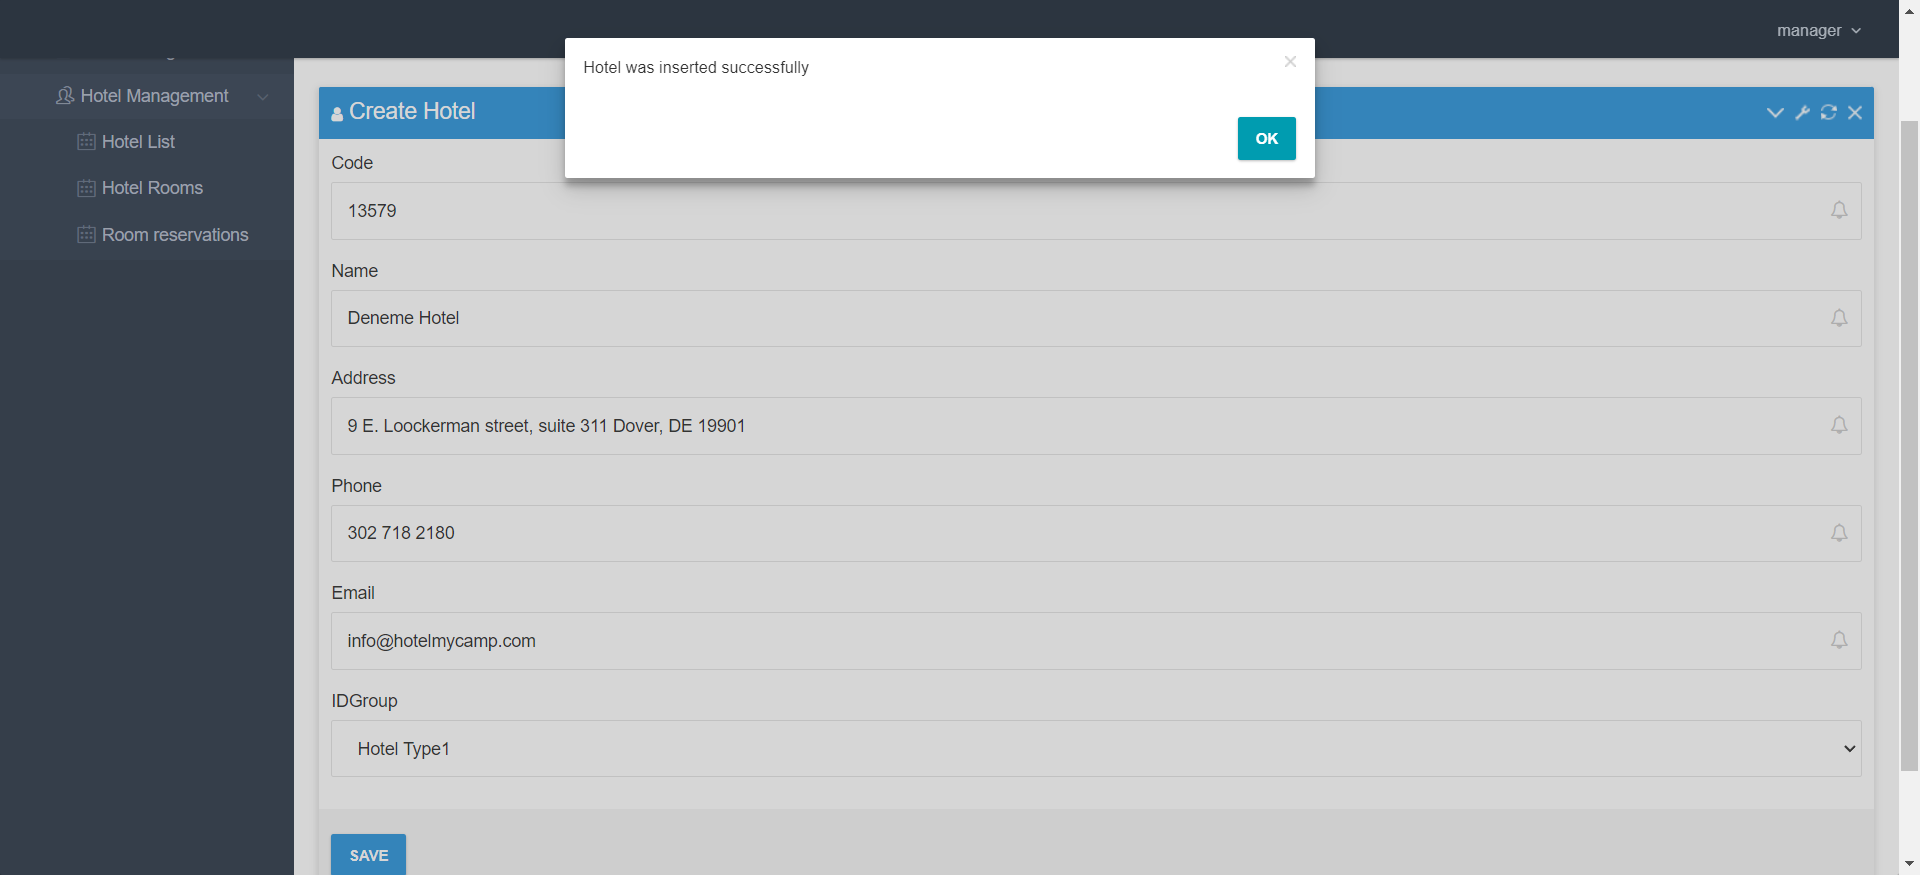 manager
Hotel Management
Hotel List
Hotel Rooms
Room reservations
Hotel was inserted successfully
×
OK
Create Hotel
Code
13579
Name
Deneme Hotel
Address
9 E. Loockerman street, suite 311 Dover, DE 19901
Phone
302 718 2180
Email
info@hotelmycamp.com
IDGroup
Hotel Type1
SAVE